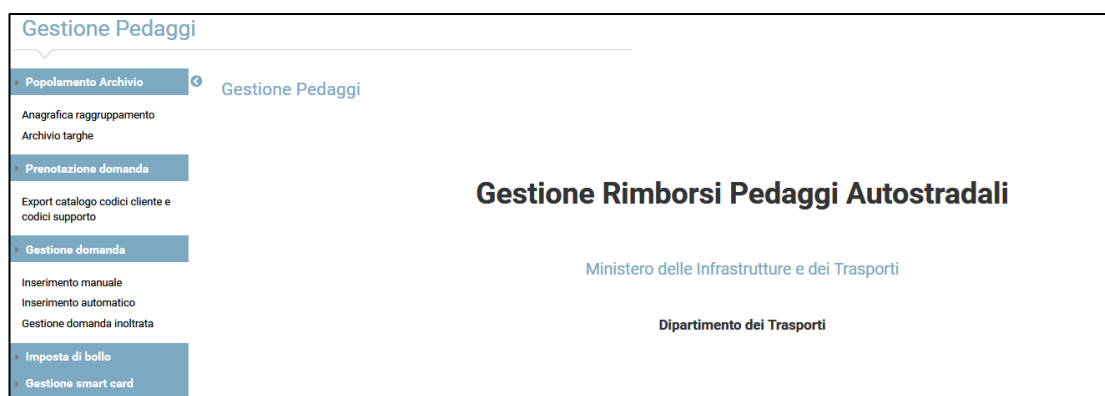 Gestione Pedaggi
Popolamento Archivio
Anagrafica raggruppamento
Archivio targhe
Prenotazione domanda
Export catalogo codici cliente e
codici supporto
Gestione domanda
Inserimento manuale
Inserimento automatico
Gestione domanda inoltrata
Imposta di bollo
Gestione smart card
Gestione Pedaggi
Gestione Rimborsi Pedaggi Autostradali
Ministero delle Infrastrutture e dei Trasporti
Dipartimento dei Trasporti